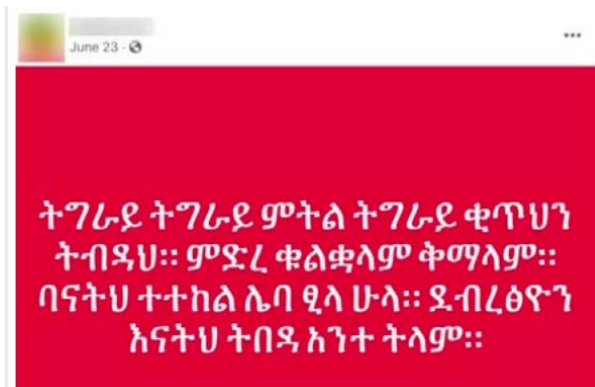 June 23
ትግራይ ትግራይ ምትል ትግራይ ቂጥህን
ትብዳህ። ምድረ ቁልቋላም ቅማላም።
ባናትህ ተተከል ሌባ ፂላ ሁላ። ደብረፅዮን
እናትህ ትበዳ አንተ ትላም።